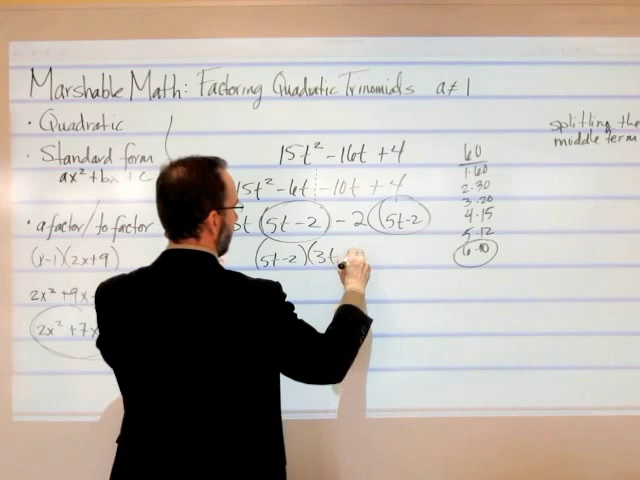 Marshable Math: Factoring Quadratic Trinomials a≠1
• Quadratic
• Standard form
ax² + bx + c
• a factor / to factor
(x-1)(2x+9)
2x² + 9x
2x² + 7x
15t² - 16t + 4
15t² - 6t - 10t + 4
3t (5t-2) - 2 (5t-2)
(5t-2)(3t
60
1·60
2·30
3·20
4·15
5·12
6·10
splitting the
middle term